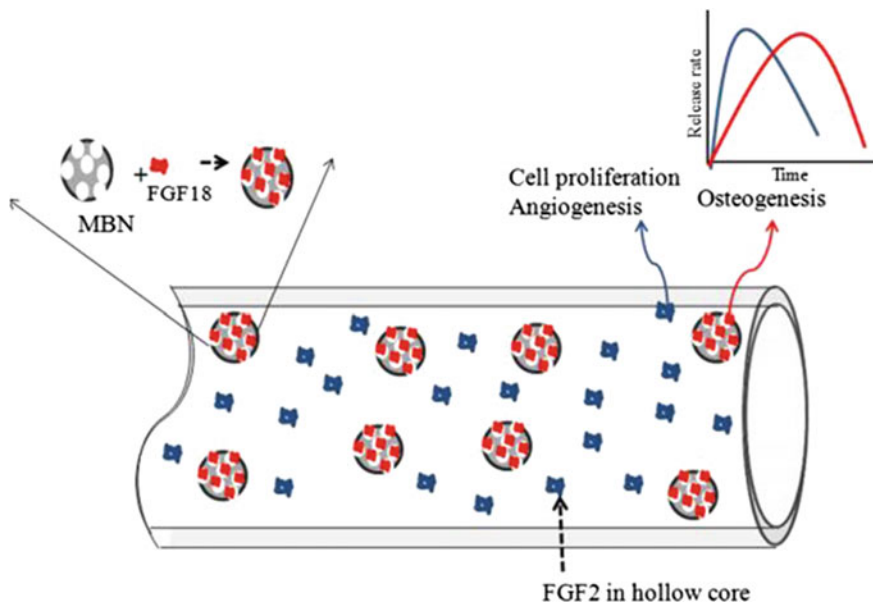 Release rate
Time
+
FGF18
MBN
Cell proliferation
Angiogenesis
Osteogenesis
FGF2 in hollow core